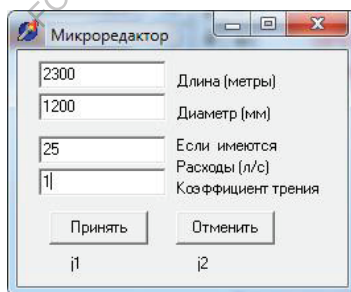 Микроредактор
2300 Длина (метры)
1200 Диаметр (мм)
25 Если имеются
Расходы (л/с)
1 Коэффициент трения
Принять Отменить
j1 j2